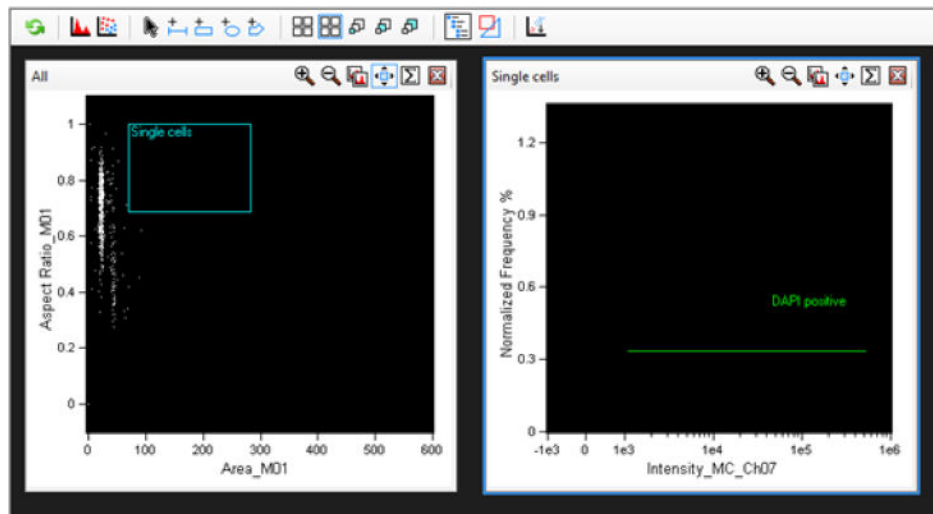 All
Single cells
1
0.8
0.6
0.4
0.2
0
Aspect Ratio_M01
0 100 200 300 400 500 600
Area_M01
Single cells
1.2
0.9
0.6
0.3
0
Normalized Frequency %
DAPI positive
-1e3 0 1e3 1e4 1e5 1e6
Intensity_MC_Ch07